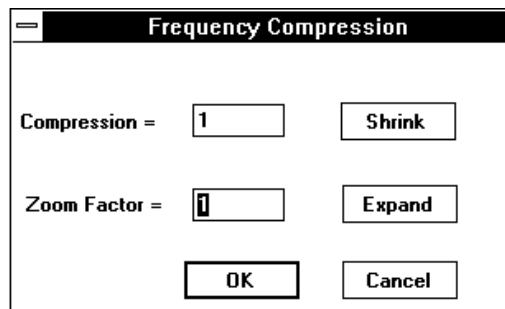 Frequency Compression
Compression = 1 Shrink
Zoom Factor = 1 Expand
OK Cancel